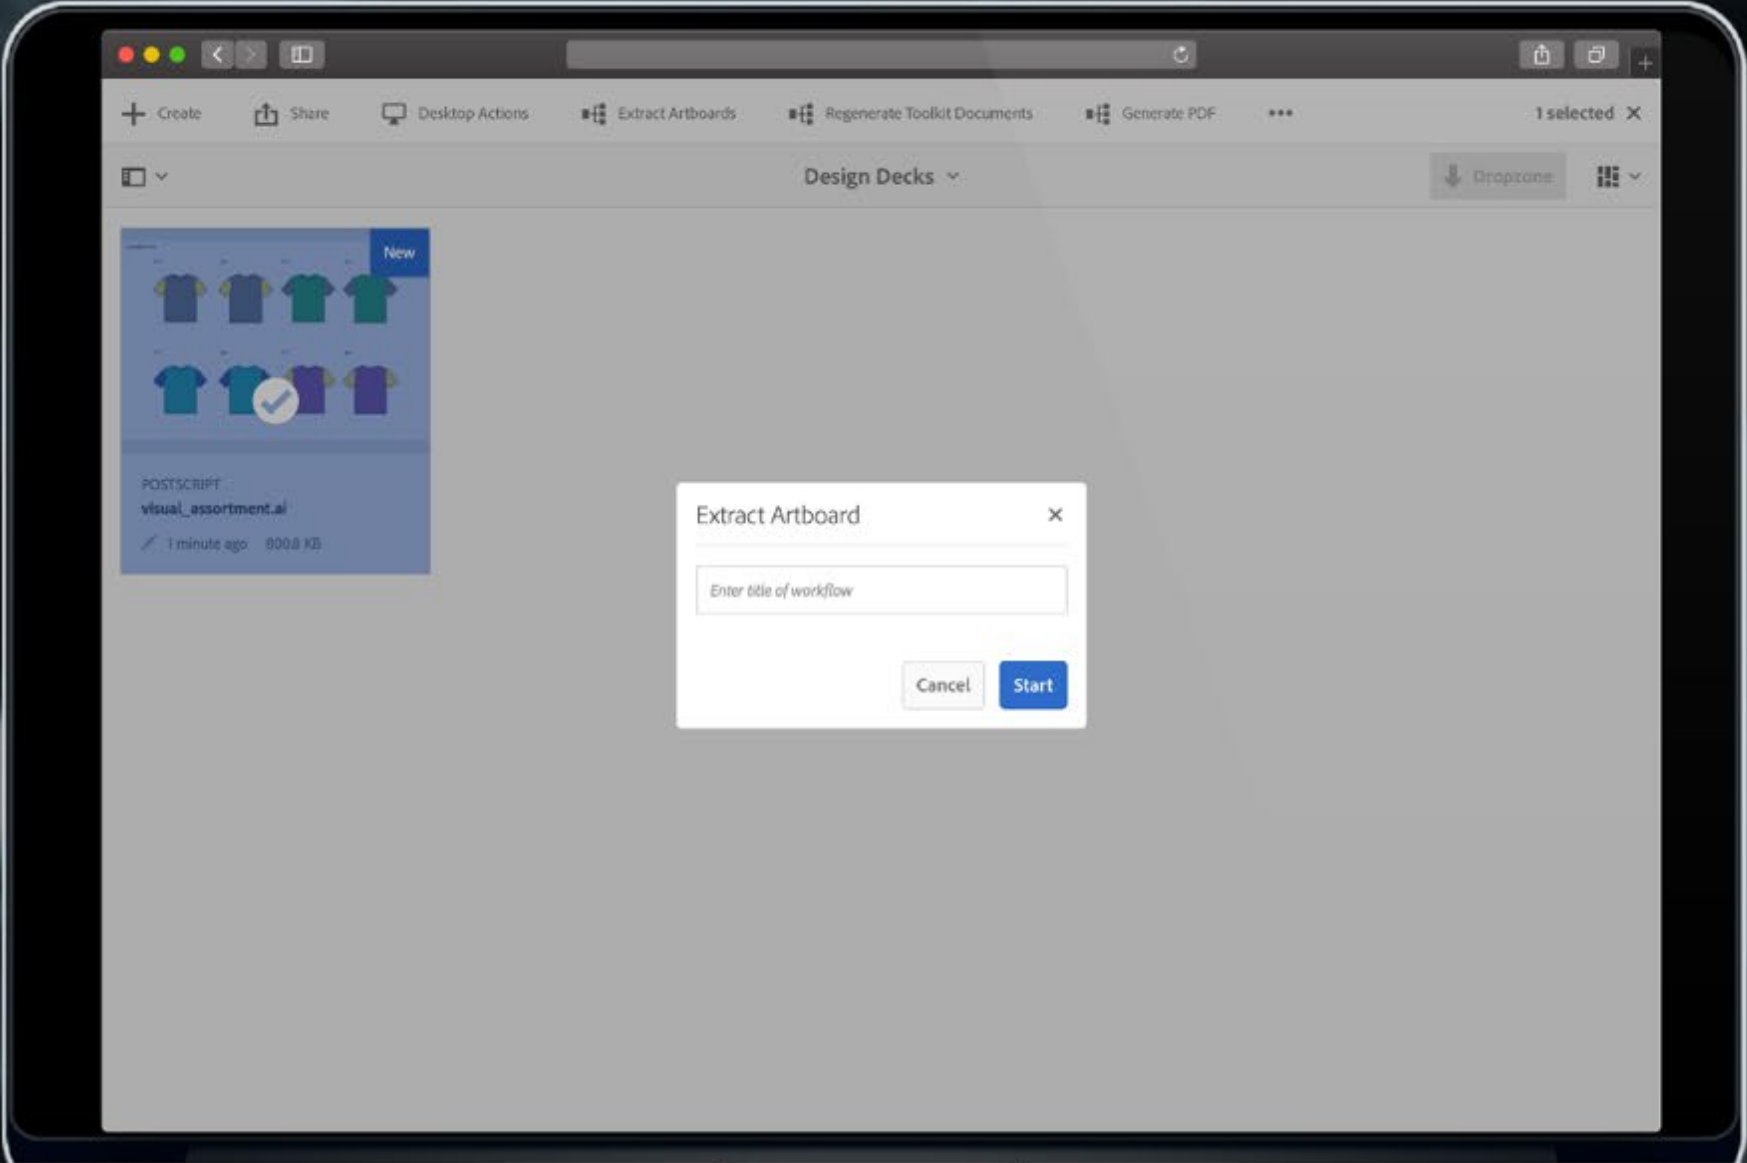 Create Share Desktop Actions Extract Artboards Regenerate Toolkit Documents Generate PDF ••• 1 selected
Design Decks
Dropzone
New
POSTSCRIPT
visual_assortment.ai
1 minute ago 800.8 KB
Extract Artboard
Enter title of workflow
Cancel Start